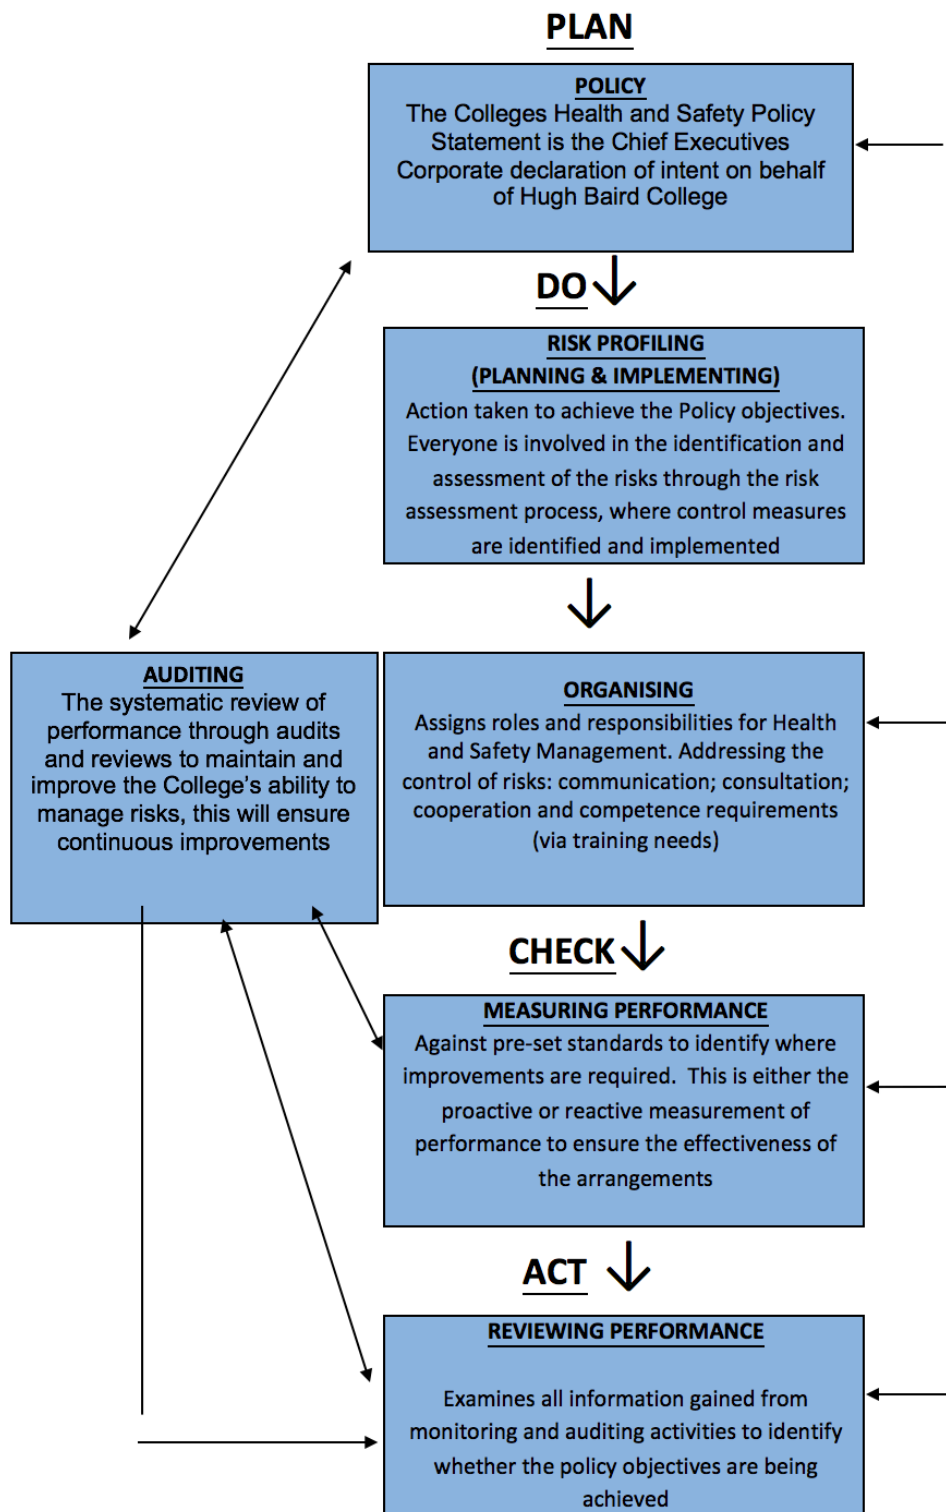 PLAN
POLICY
The Colleges Health and Safety Policy
Statement is the Chief Executives
Corporate declaration of intent on behalf
of Hugh Baird College
DO
RISK PROFILING
(PLANNING & IMPLEMENTING)
Action taken to achieve the Policy objectives.
Everyone is involved in the identification and
assessment of the risks through the risk
assessment process, where control measures
are identified and implemented
AUDITING
The systematic review of
performance through audits
and reviews to maintain and
improve the College’s ability to
manage risks, this will ensure
continuous improvements
ORGANISING
Assigns roles and responsibilities for Health
and Safety Management. Addressing the
control of risks: communication; consultation;
cooperation and competence requirements
(via training needs)
CHECK
MEASURING PERFORMANCE
Against pre-set standards to identify where
improvements are required.  This is either the
proactive or reactive measurement of
performance to ensure the effectiveness of
the arrangements
ACT
REVIEWING PERFORMANCE
Examines all information gained from
monitoring and auditing activities to identify
whether the policy objectives are being
achieved